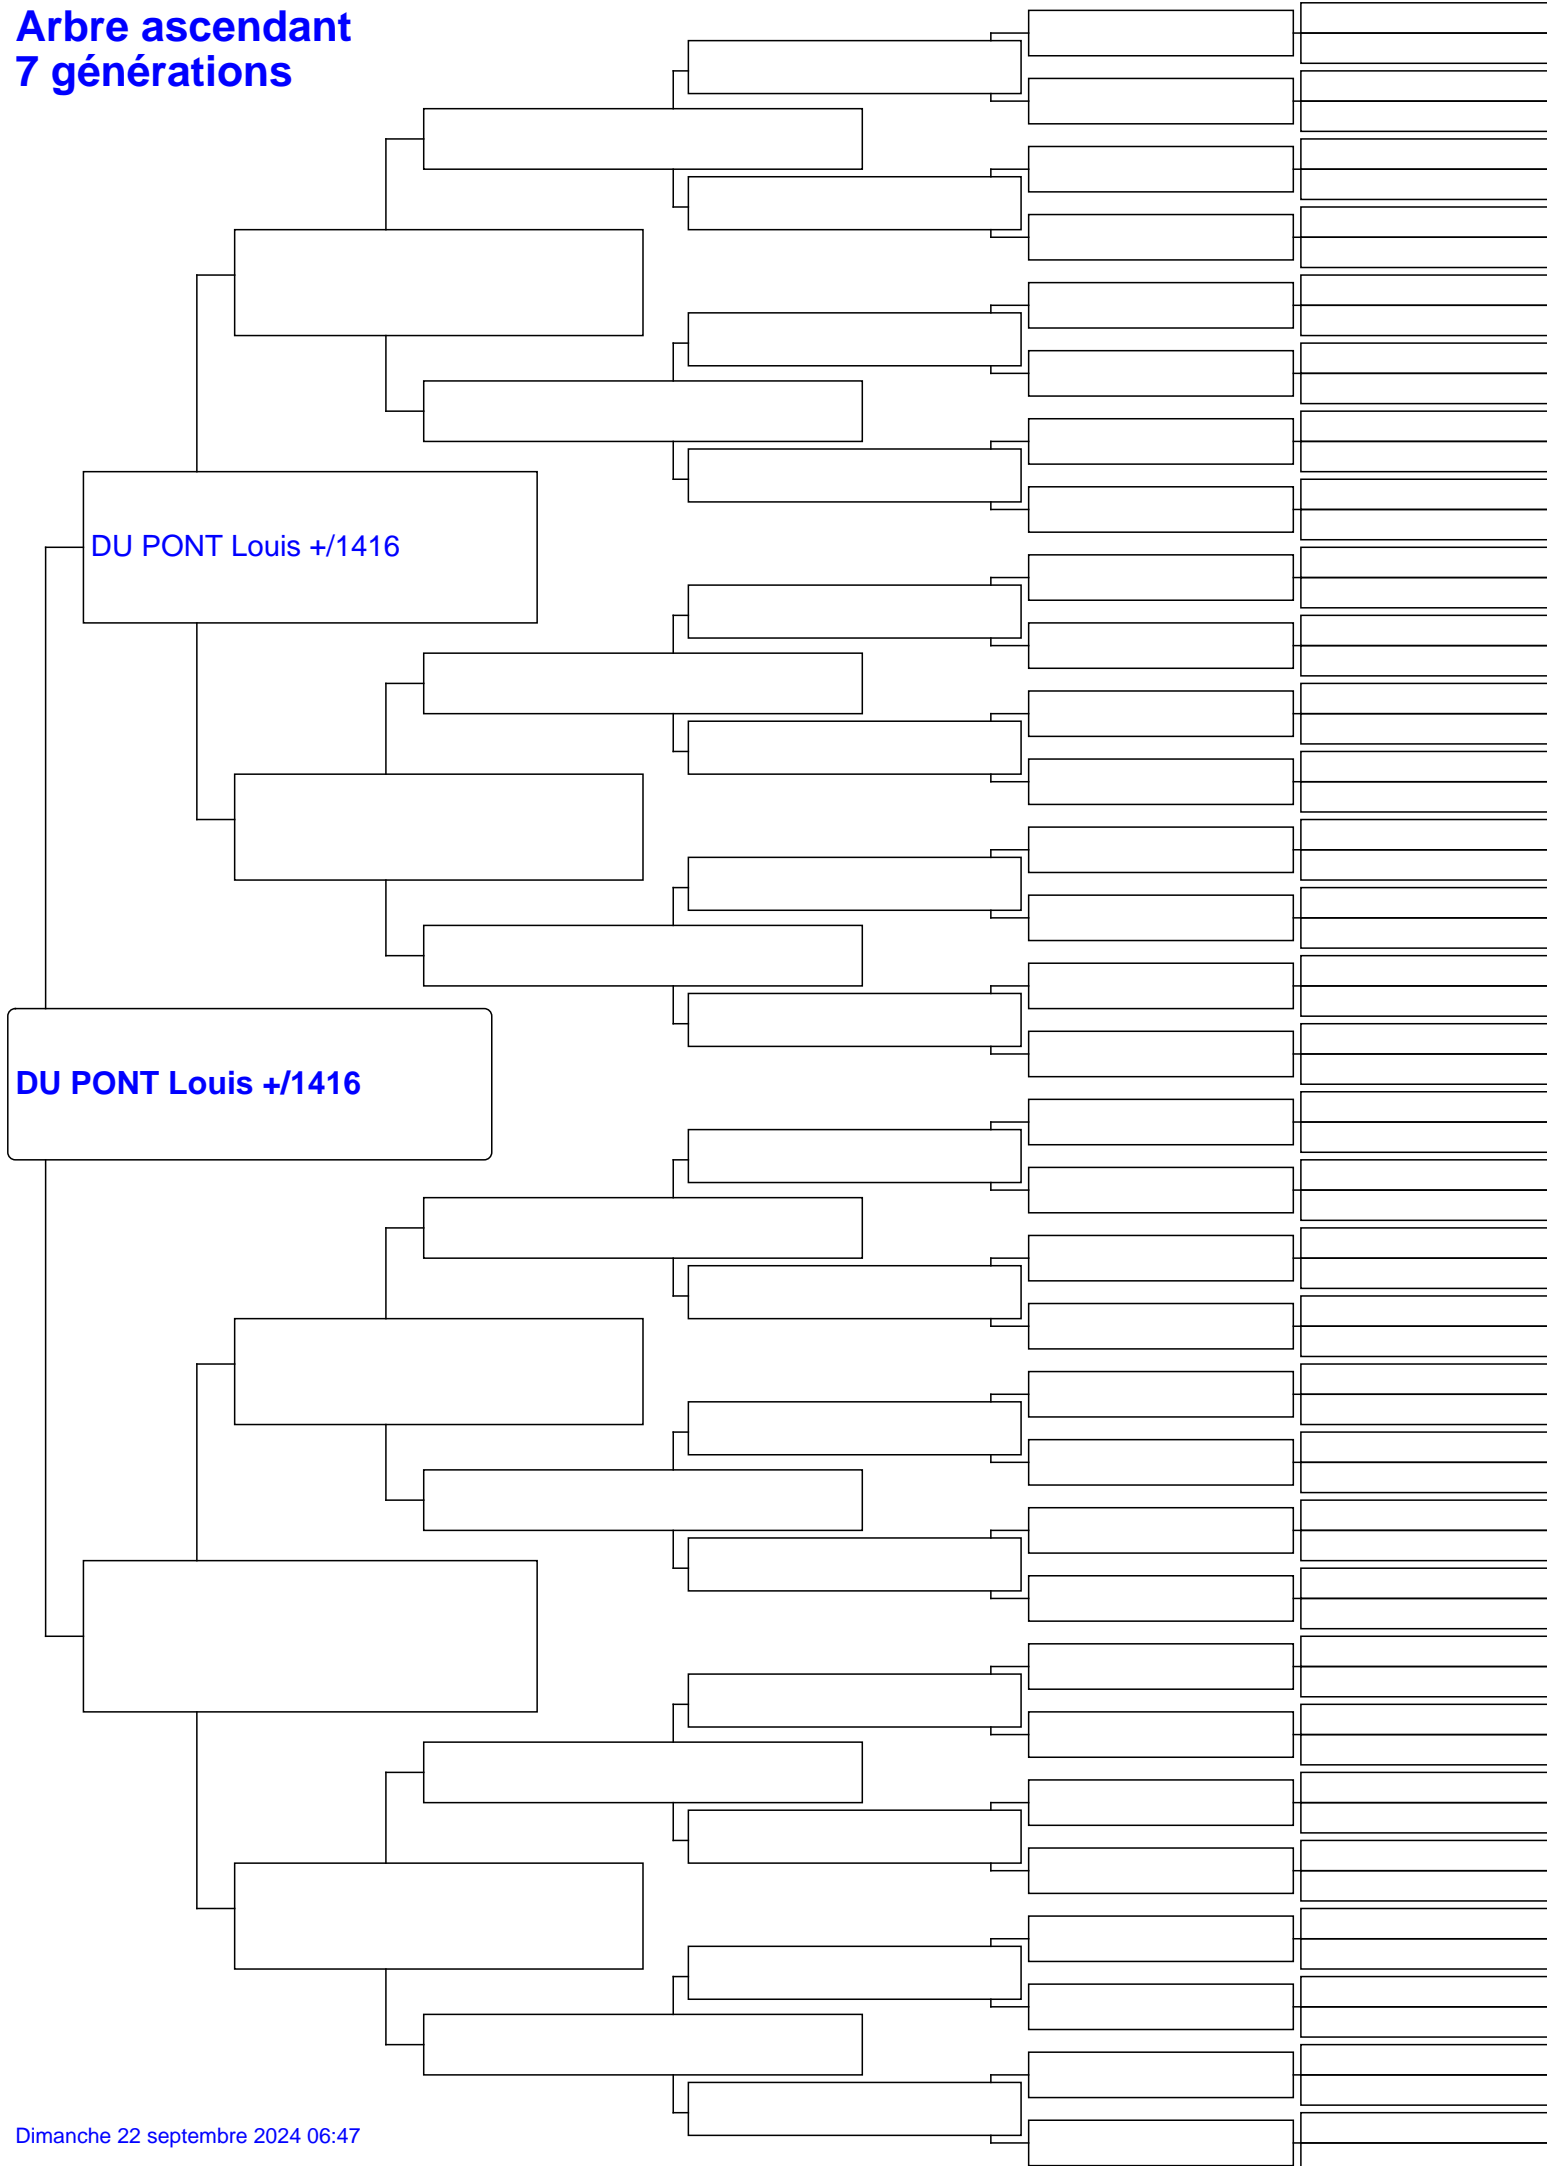 Arbre ascendant
7 générations
DU PONT Louis +/1416
DU PONT Louis +/1416
Dimanche 22 septembre 2024 06:47